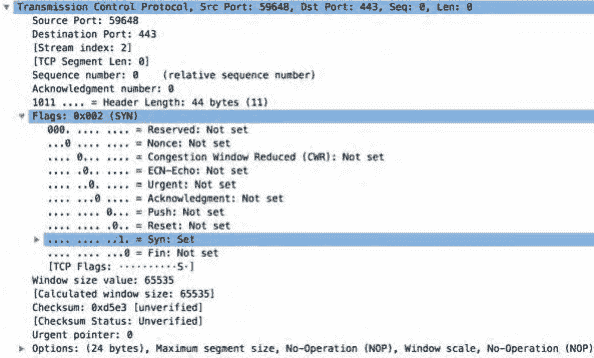 Transmission Control Protocol, Src Port: 59648, Dst Port: 443, Seq: 0, Len: 0
Source Port: 59648
Destination Port: 443
[Stream index: 2]
[TCP Segment Len: 0]
Sequence number: 0 (relative sequence number)
Acknowledgment number: 0
1011 .... = Header Length: 44 bytes (11)
Flags: 0x002 (SYN)
000. .... .... = Reserved: Not set
...0 .... .... = Nonce: Not set
.... 0... .... = Congestion Window Reduced (CWR): Not set
.... .0.. .... = ECN-Echo: Not set
.... ..0. .... = Urgent: Not set
.... ...0 .... = Acknowledgment: Not set
.... .... 0... = Push: Not set
.... .... .0.. = Reset: Not set
.... .... ..1. = Syn: Set
.... .... ...0 = Fin: Not set
[TCP Flags: ··········S·]
Window size value: 65535
[Calculated window size: 65535]
Checksum: 0xd5e3 [unverified]
[Checksum Status: Unverified]
Urgent pointer: 0
Options: (24 bytes), Maximum segment size, No-Operation (NOP), Window scale, No-Operation (NOP)